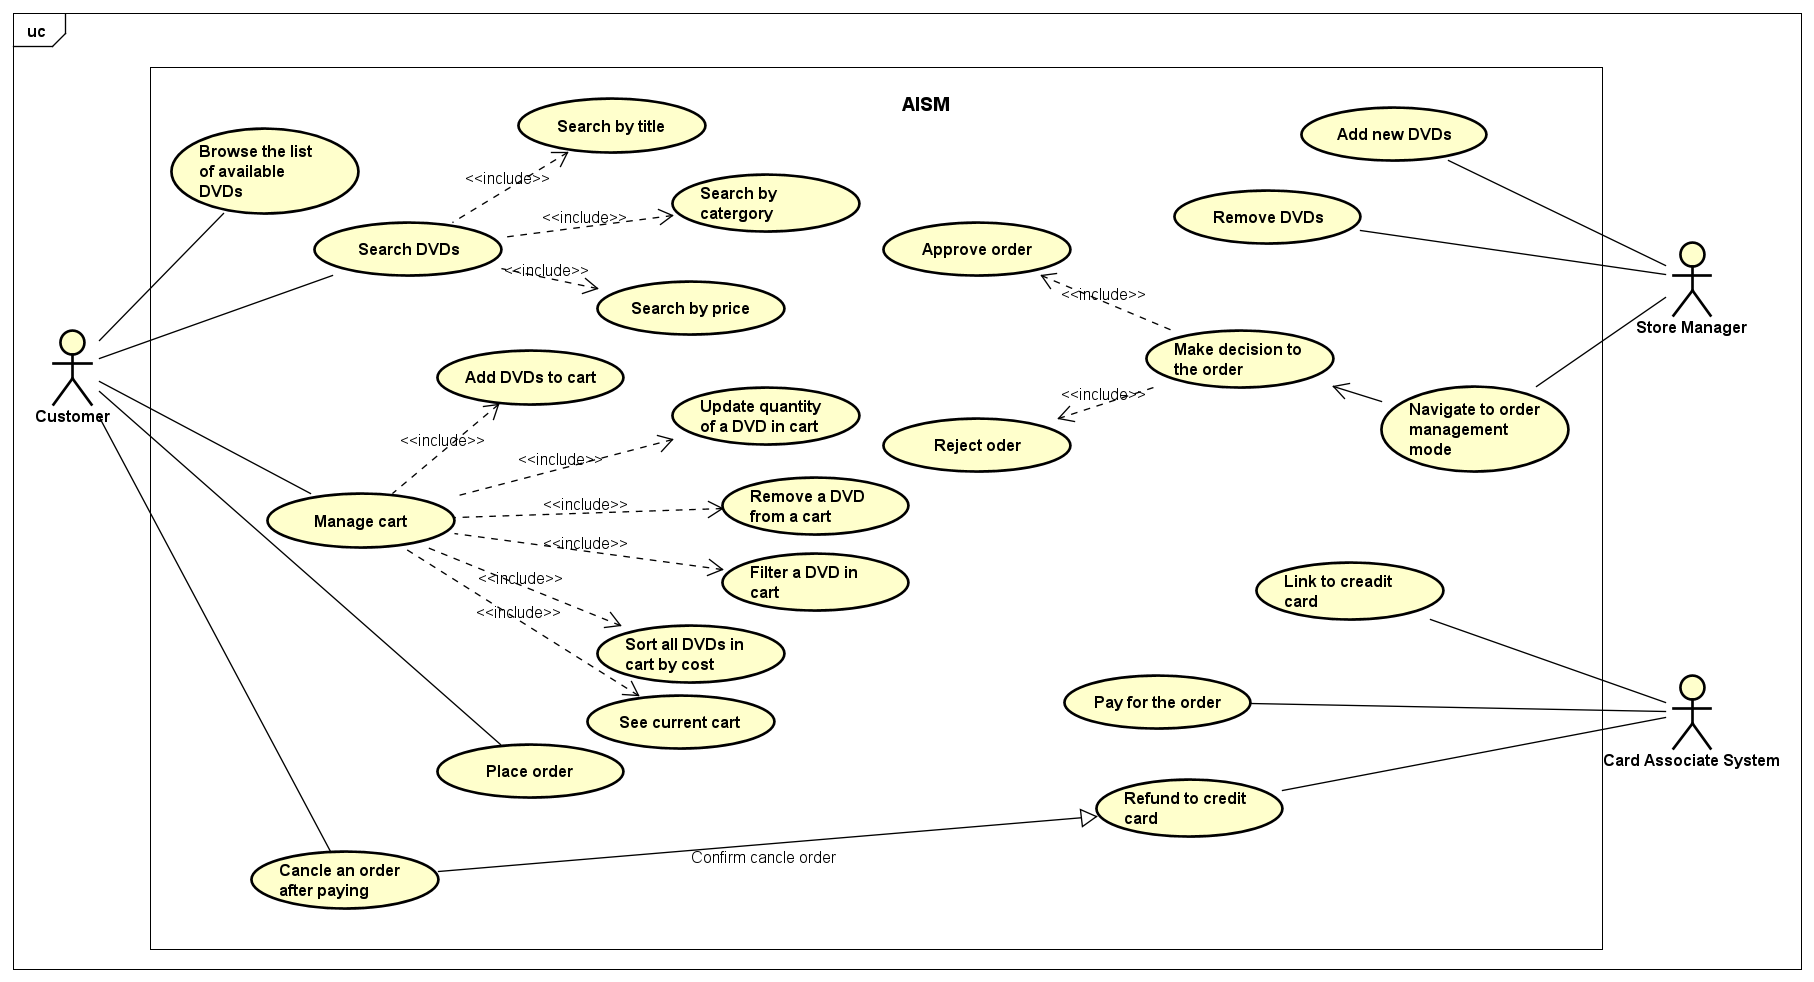 uc
AISM
Browse the list
of available
DVDs
Search by title
<<include>>
Search by
catergory
<<include>>
Search DVDs
<<include>>
Search by price
Add new DVDs
Remove DVDs
Approve order
<<include>>
Store Manager
Make decision to
the order
<<include>>
Reject oder
Navigate to order
management
mode
Customer
Add DVDs to cart
<<include>>
Update quantity
of a DVD in cart
<<include>>
Remove a DVD
from a cart
<<include>>
Manage cart
<<include>>
Filter a DVD in
cart
<<include>>
<<include>>
Sort all DVDs in
cart by cost
See current cart
Place order
Link to creadit
card
Pay for the order
Card Associate System
Refund to credit
card
Confirm cancle order
Cancle an order
after paying